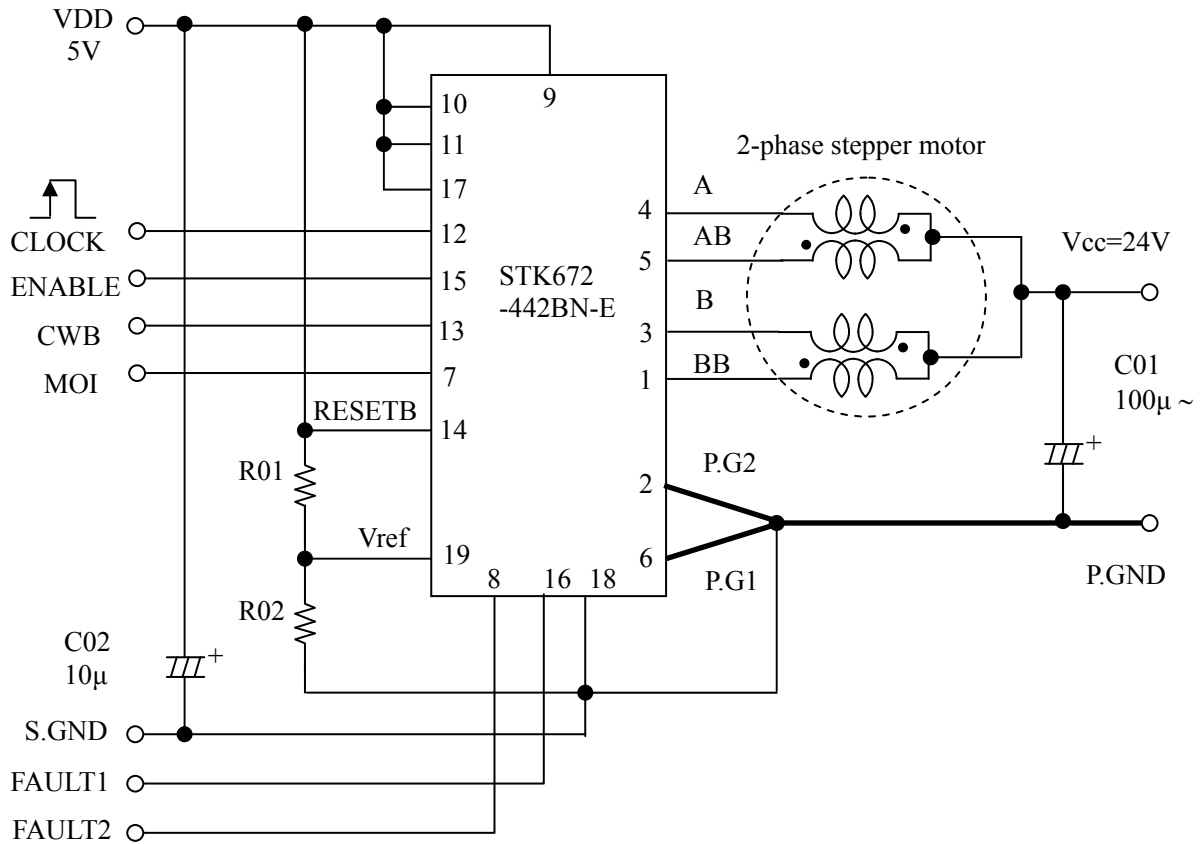 VDD
5V
9
10
11
17
2-phase stepper motor
CLOCK
12
4
A
AB
Vcc=24V
ENABLE
15
STK672
-442BN-E
5
B
CWB
13
3
MOI
7
BB
1
C01
100μ ~
+
RESETB
14
R01
2
P.G2
Vref
19
6
P.G1
P.GND
8
16
18
R02
C02
10μ
+
S.GND
FAULT1
FAULT2